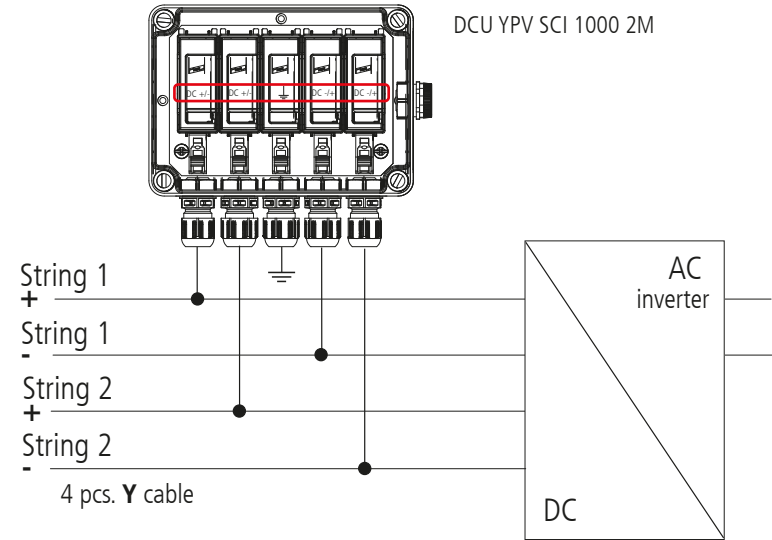 DCU YPV SCI 1000 2M
DC +/- DC +/- DC -/+ DC -/+
String 1
+
String 1
-
String 2
+
String 2
-
4 pcs. Y cable
AC
inverter
DC